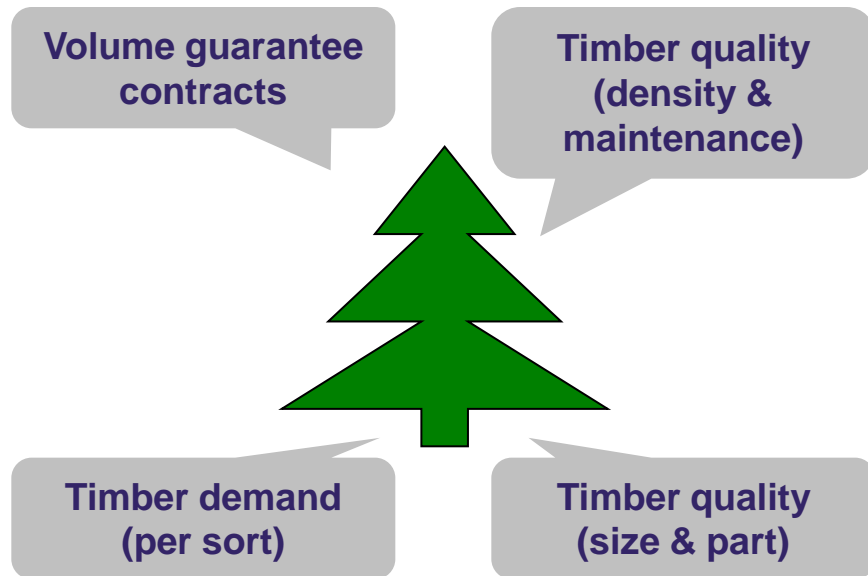 Volume guarantee
contracts
Timber quality
(density &
maintenance)
Timber demand
(per sort)
Timber quality
(size & part)